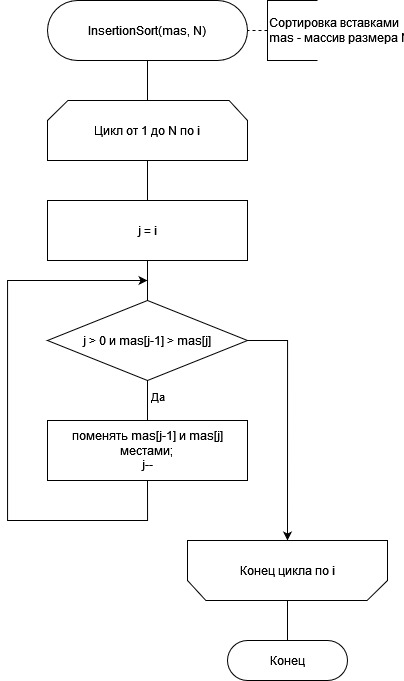 InsertionSort(mas, N)
Сортировка вставками
mas - массив размера N
Цикл от 1 до N по i
j = i
j > 0 и mas[j-1] > mas[j]
Да
поменять mas[j-1] и mas[j]
местами;
j--
Конец цикла по i
Конец